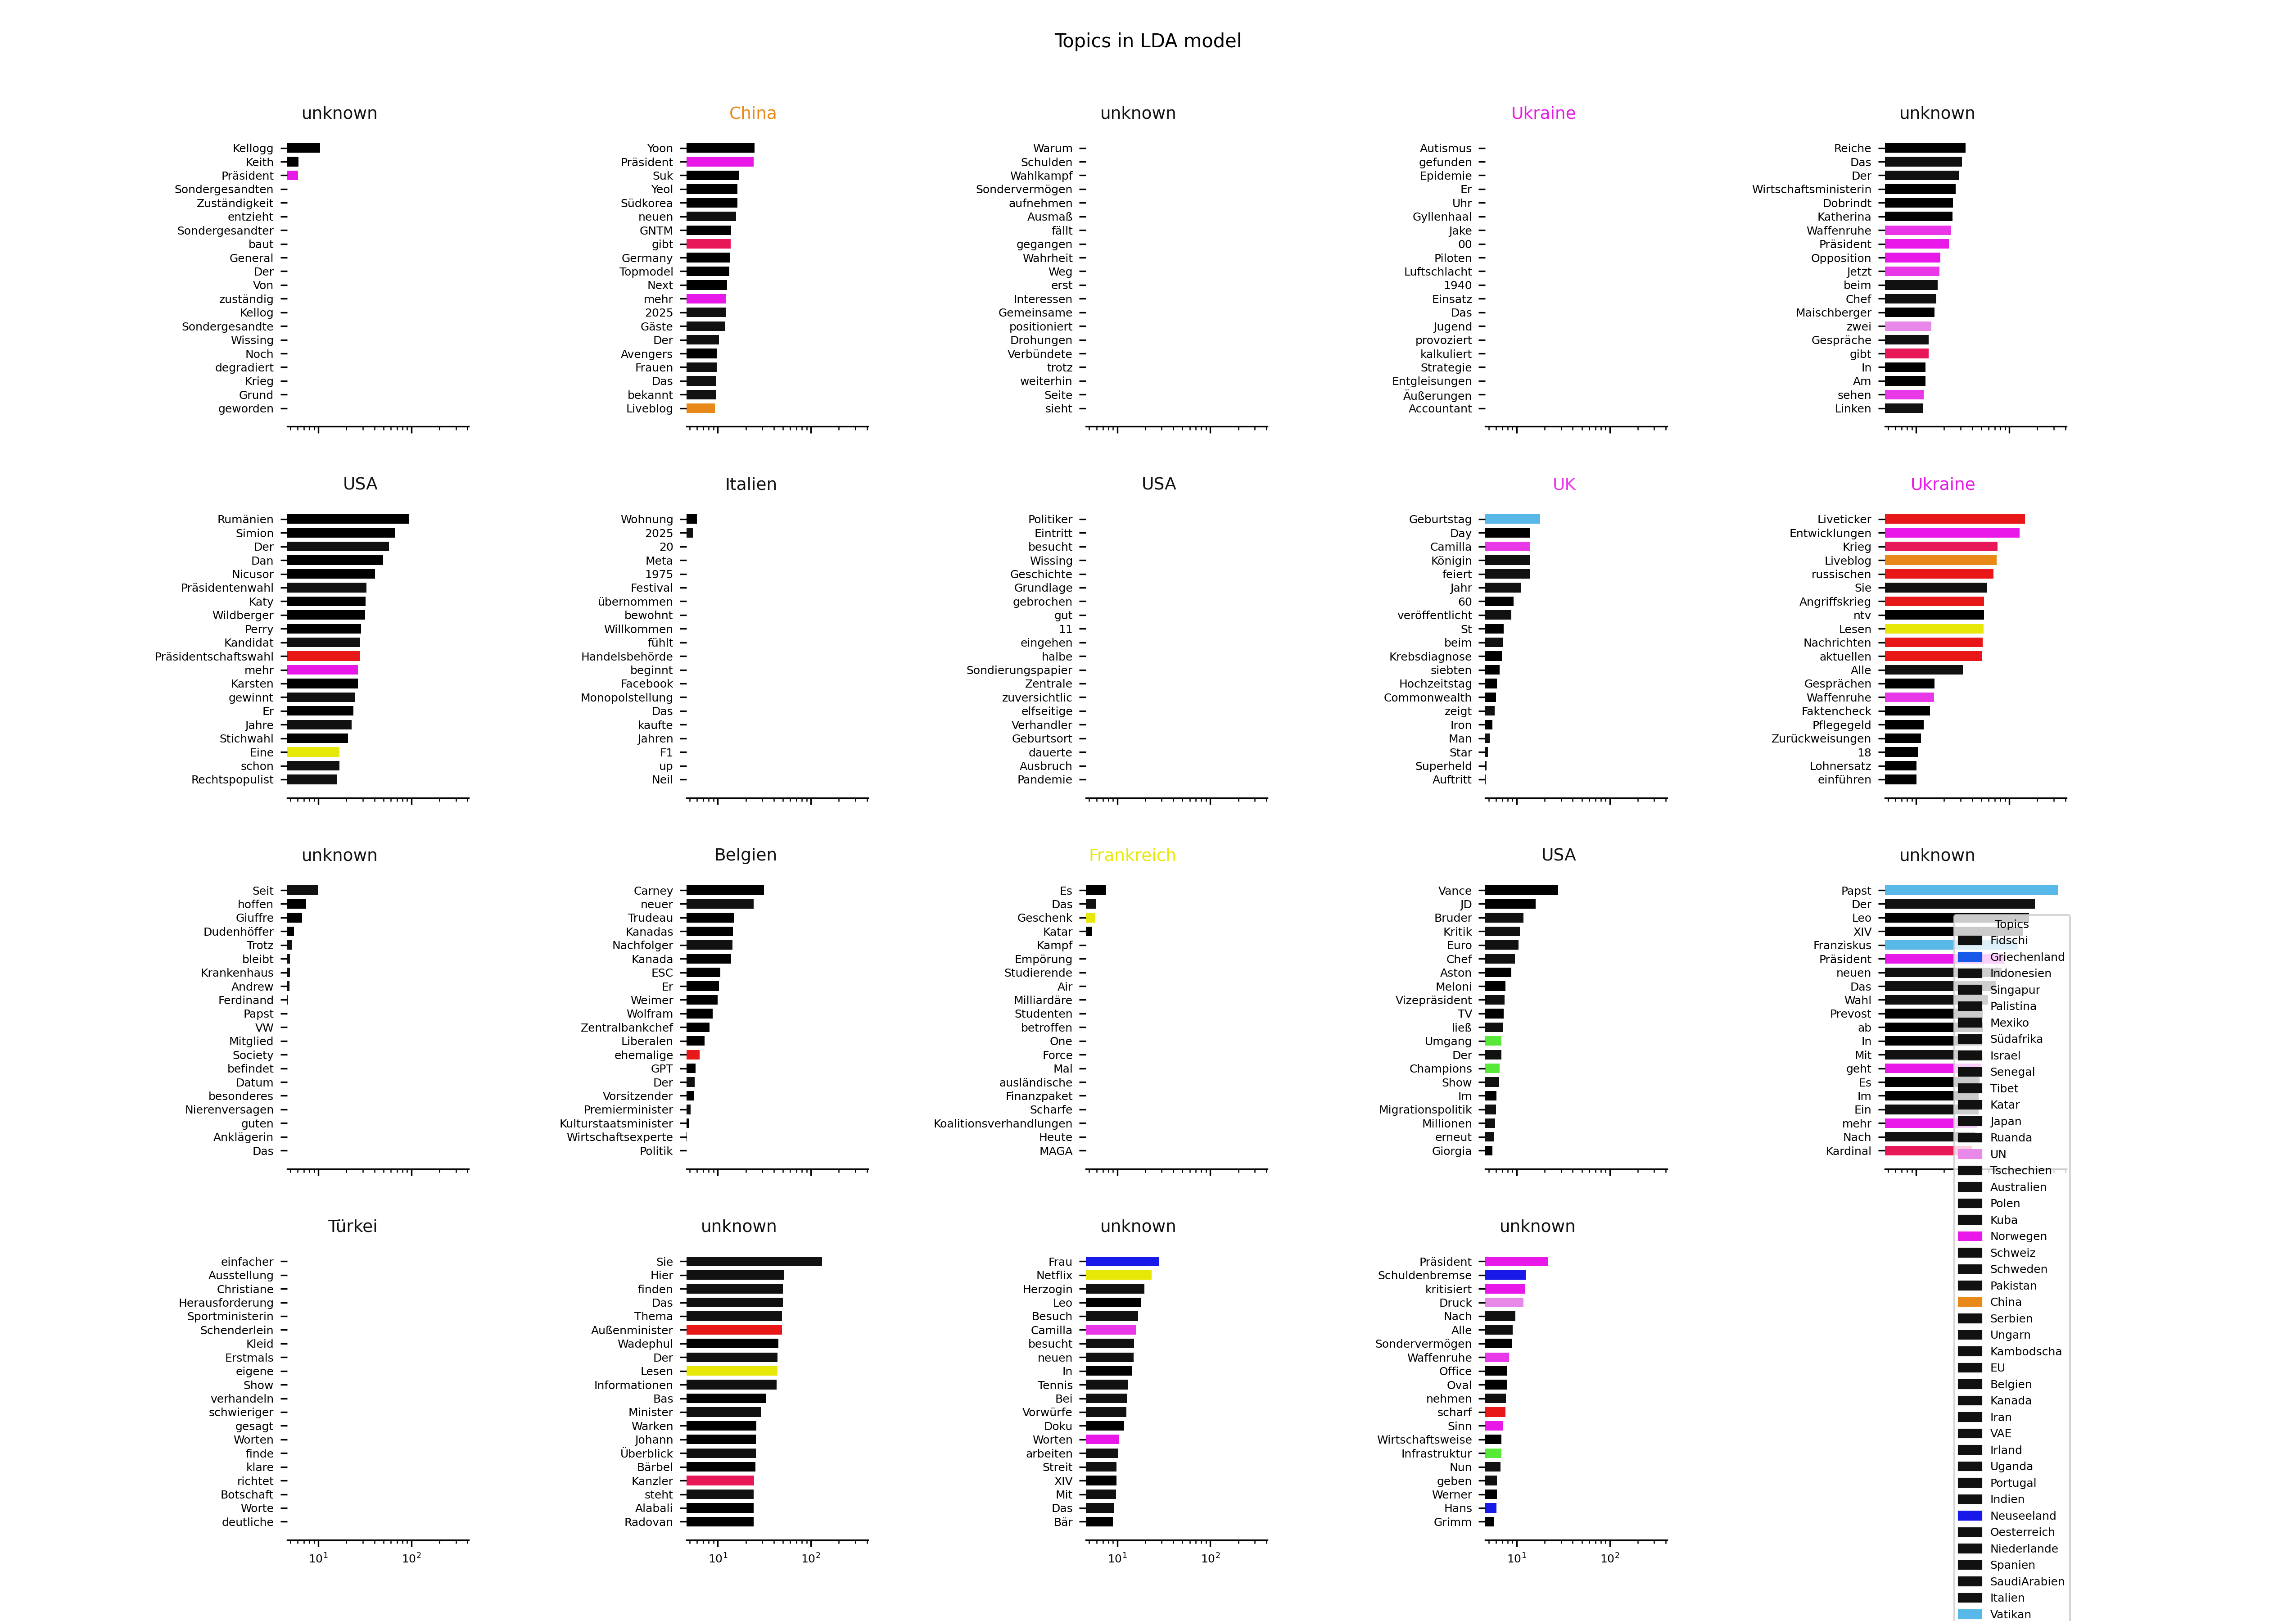 Topics in LDA model
unknown
Kellogg
Keith
Präsident
Sondergesandten
Zuständigkeit
entzieht
Sondergesandter
baut
General
Der
Von
zuständig
Kellog
Sondergesandte
Wissing
Noch
degradiert
Krieg
Grund
geworden
China
Yoon
Präsident
Suk
Yeol
Südkorea
neuen
GNTM
gibt
Germany
Topmodel
Next
mehr
2025
Gäste
Der
Avengers
Frauen
Das
bekannt
Liveblog
unknown
Warum
Schulden
Wahlkampf
Sondervermögen
aufnehmen
Ausmaß
fällt
gegangen
Wahrheit
Weg
erst
Interessen
Gemeinsame
positioniert
Drohungen
Verbündete
trotz
weiterhin
Seite
sieht
Ukraine
Autismus
gefunden
Epidemie
Er
Uhr
Gyllenhaal
Jake
00
Piloten
Luftschlacht
1940
Einsatz
Das
Jugend
provoziert
kalkuliert
Strategie
Entgleisungen
Äußerungen
Accountant
unknown
Reiche
Das
Der
Wirtschaftsministerin
Dobrindt
Katherina
Waffenruhe
Präsident
Opposition
Jetzt
beim
Chef
Maischberger
zwei
Gespräche
gibt
In
Am
sehen
Linken
USA
Rumänien
Simion
Der
Dan
Nicusor
Präsidentenwahl
Katy
Wildberger
Perry
Kandidat
Präsidentschaftswahl
mehr
Karsten
gewinnt
Er
Jahre
Stichwahl
Eine
schon
Rechtspopulist
Italien
Wohnung
2025
20
Meta
1975
Festival
übernommen
bewohnt
Willkommen
fühlt
Handelsbehörde
beginnt
Facebook
Monopolstellung
Das
kaufte
Jahren
F1
up
Neil
USA
Politiker
Eintritt
besucht
Wissing
Geschichte
Grundlage
gebrochen
gut
11
eingehen
halbe
Sondierungspapier
Zentrale
zuversichtlic
elfseitige
Verhandler
Geburtsort
dauerte
Ausbruch
Pandemie
UK
Geburtstag
Day
Camilla
Königin
feiert
Jahr
60
veröffentlicht
St
beim
Krebsdiagnose
siebten
Hochzeitstag
Commonwealth
zeigt
Iron
Man
Star
Superheld
Auftritt
Ukraine
Liveticker
Entwicklungen
Krieg
Liveblog
russischen
Sie
Angriffskrieg
ntv
Lesen
Nachrichten
aktuellen
Alle
Gesprächen
Waffenruhe
Faktencheck
Pflegegeld
Zurückweisungen
18
Lohnersatz
einführen
unknown
Seit
hoffen
Giuffre
Dudenhöffer
Trotz
bleibt
Krankenhaus
Andrew
Ferdinand
Papst
VW
Mitglied
Society
befindet
Datum
besonderes
Nierenversagen
guten
Anklägerin
Das
Belgien
Carney
neuer
Trudeau
Kanadas
Nachfolger
Kanada
ESC
Er
Weimer
Wolfram
Zentralbankchef
Liberalen
ehemalige
GPT
Der
Vorsitzender
Premierminister
Kulturstaatsminister
Wirtschaftsexperte
Politik
Frankreich
Es
Das
Geschenk
Katar
Kampf
Empörung
Studierende
Air
Milliardäre
Studenten
betroffen
One
Force
Mal
ausländische
Finanzpaket
Scharfe
Koalitionsverhandlungen
Heute
MAGA
USA
Vance
JD
Bruder
Kritik
Euro
Chef
Aston
Meloni
Vizepräsident
TV
ließ
Umgang
Der
Champions
Show
Im
Migrationspolitik
Millionen
erneut
Giorgia
unknown
Papst
Der
Leo
XIV
Franziskus
Präsident
neuen
Das
Wahl
Prevost
ab
In
Mit
geht
Es
Im
Ein
mehr
Nach
Kardinal
Türkei
einfacher
Ausstellung
Christiane
Herausforderung
Sportministerin
Schenderlein
Kleid
Erstmals
eigene
Show
verhandeln
schwieriger
gesagt
Worten
finde
klare
richtet
Botschaft
Worte
deutliche
10¹ 10²
unknown
Sie
Hier
finden
Das
Thema
Außenminister
Wadephul
Der
Lesen
Informationen
Bas
Minister
Warken
Johann
Überblick
Bärbel
Kanzler
steht
Alabali
Radovan
10¹ 10²
unknown
Frau
Netflix
Herzogin
Leo
Besuch
Camilla
besucht
neuen
In
Tennis
Bei
Vorwürfe
Doku
Worten
arbeiten
Streit
XIV
Mit
Das
Bär
10¹ 10²
unknown
Präsident
Schuldenbremse
kritisiert
Druck
Nach
Alle
Sondervermögen
Waffenruhe
Office
Oval
nehmen
scharf
Sinn
Wirtschaftsweise
Infrastruktur
Nun
geben
Werner
Hans
Grimm
10¹ 10²
Topics
Fidschi
Griechenland
Indonesien
Singapur
Palistina
Mexiko
Südafrika
Israel
Senegal
Tibet
Katar
Japan
Ruanda
UN
Tschechien
Australien
Polen
Kuba
Norwegen
Schweiz
Schweden
Pakistan
China
Serbien
Ungarn
Kambodscha
EU
Belgien
Kanada
Iran
VAE
Irland
Uganda
Portugal
Indien
Neuseeland
Oesterreich
Niederlande
Spanien
SaudiArabien
Italien
Vatikan